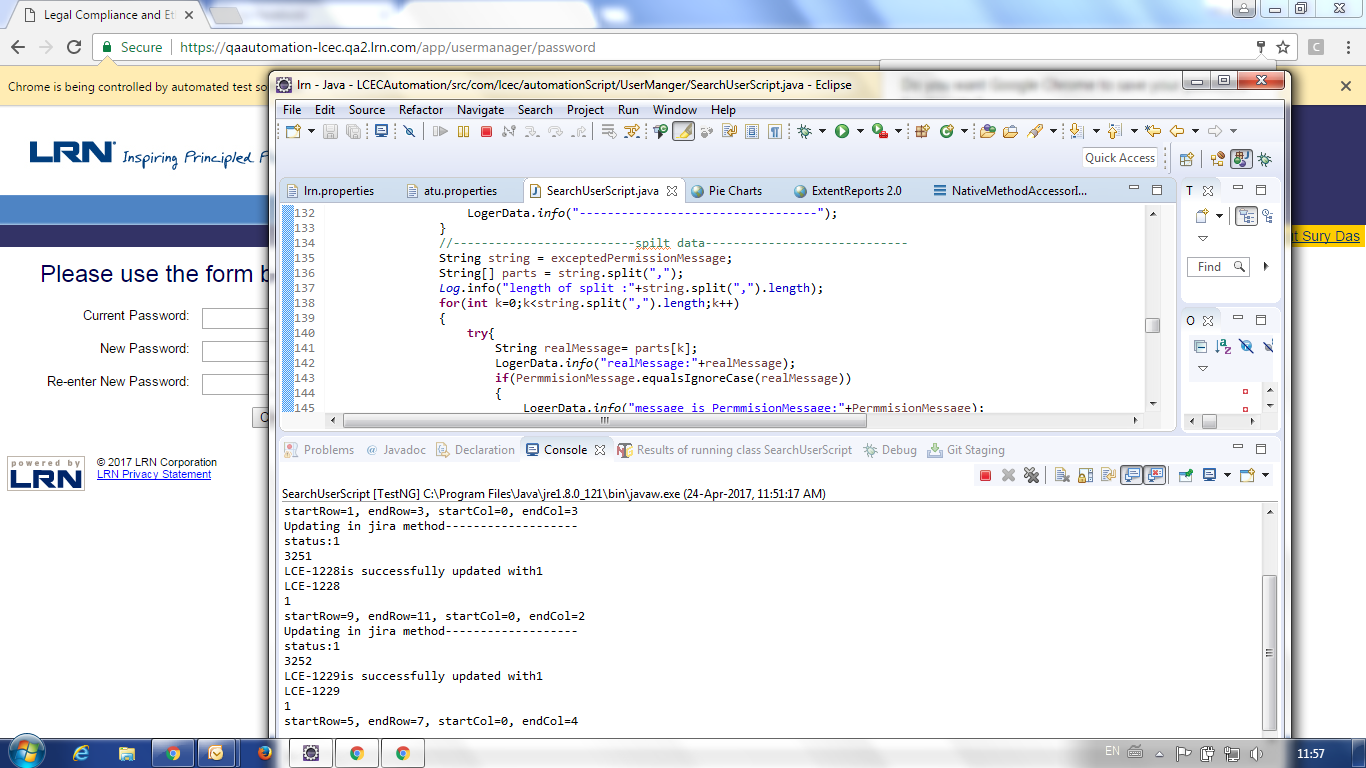 Legal Compliance and Et
Secure
https://qaautomation-lcec.qa2.lrn.com/app/usermanager/password
Chrome is being controlled by automated test so
Do you want Google Chrome to save your
lrn - Java - LCECAutomation/src/com/lcec/automationScript/UserManger/SearchUserScript.java - Eclipse
File Edit Source Refactor Navigate Search Project Run Window Help
Quick Access
LRN Inspiring Principled
lrn.properties
atu.properties
SearchUserScript.java
Pie Charts
ExtentReports 2.0
NativeMethodAccessorI...
132 LogerData.info("----------------------------------");
133 }
134 //--------------------------spilt data-----------------------------
135 String string = exceptedPermissionMessage;
136 String[] parts = string.split(",");
137 Log.info("length of split :"+string.split(",").length);
138 for(int k=0;k<string.split(",").length;k++)
139 {
140 try{
141 String realMessage= parts[k];
142 LogerData.info("realMessage:"+realMessage);
143 if(PermmisionMessage.equalsIgnoreCase(realMessage))
144 {
145 LogerData.info("message is PermmisionMessage:"+PermmisionMessage);
T
Find
O
Sury Das
Please use the form
Current Password:
New Password:
Re-enter New Password:
powered by
LRN
© 2017 LRN Corporation
LRN Privacy Statement
Problems
@ Javadoc
Declaration
Console
Results of running class SearchUserScript
Debug
Git Staging
SearchUserScript [TestNG] C:\Program Files\Java\jre1.8.0_121\bin\javaw.exe (24-Apr-2017, 11:51:17 AM)
startRow=1, endRow=3, startCol=0, endCol=3
Updating in jira method-------------------
status:1
3251
LCE-1228is successfully updated with1
LCE-1228
1
startRow=9, endRow=11, startCol=0, endCol=2
Updating in jira method-------------------
status:1
3252
LCE-1229is successfully updated with1
LCE-1229
1
startRow=5, endRow=7, startCol=0, endCol=4
EN
11:57